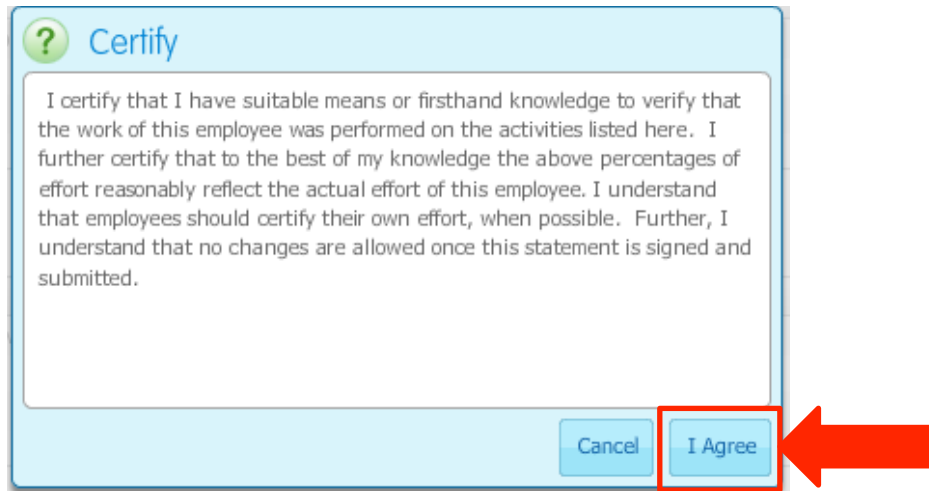 ? Certify
I certify that I have suitable means or firsthand knowledge to verify that
the work of this employee was performed on the activities listed here.  I
further certify that to the best of my knowledge the above percentages of
effort reasonably reflect the actual effort of this employee. I understand
that employees should certify their own effort, when possible.  Further, I
understand that no changes are allowed once this statement is signed and
submitted.
Cancel I Agree